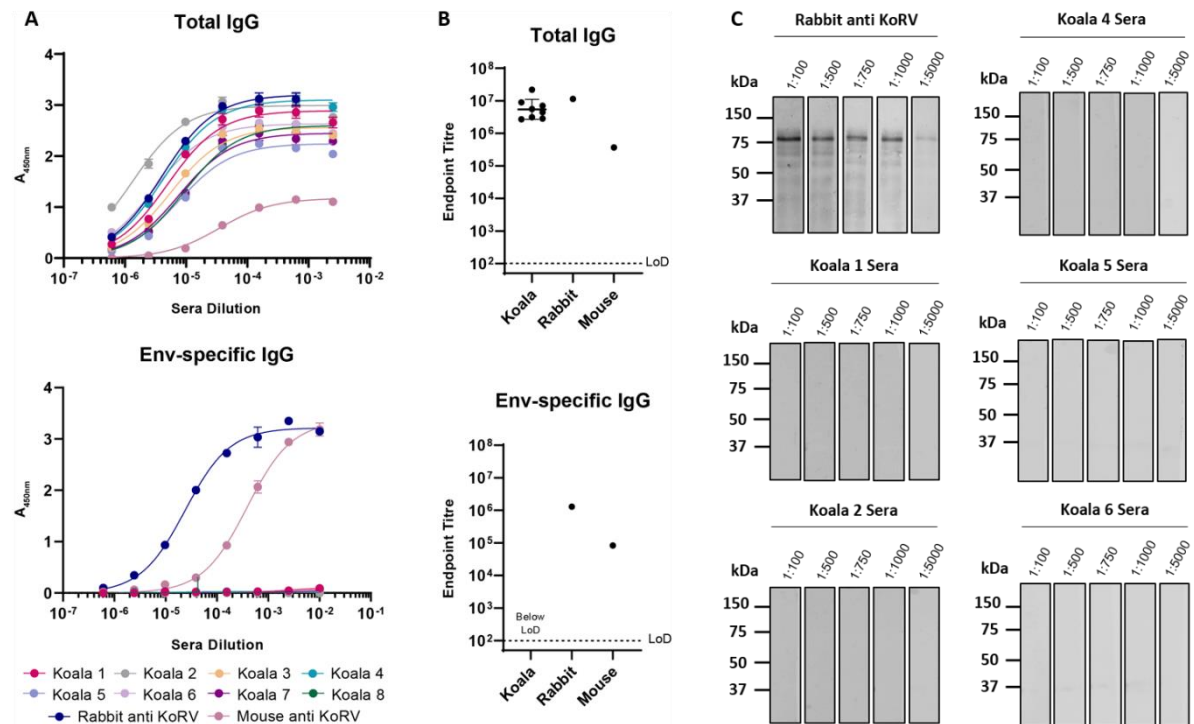 A
Total IgG
4
3
2
1
0
A450nm
10-7 10-6 10-5 10-4 10-3 10-2
Sera Dilution
Env-specific IgG
4
3
2
1
0
A450nm
10-7 10-6 10-5 10-4 10-3 10-2 10-1
Sera Dilution
Koala 1 Koala 2 Koala 3 Koala 4
Koala 5 Koala 6 Koala 7 Koala 8
Rabbit anti KoRV Mouse anti KoRV
B
Total IgG
108
107
106
105
104
103
102
Endpoint Titre
LoD
Koala Rabbit Mouse
Env-specific IgG
108
107
106
105
104
103
102
Endpoint Titre
Below
LoD
LoD
Koala Rabbit Mouse
C
Rabbit anti KoRV
kDa 1:100 1:500 1:750 1:1000 1:5000
150
75
50
37
Koala 4 Sera
kDa 1:100 1:500 1:750 1:1000 1:5000
150
75
50
37
Koala 1 Sera
kDa 1:100 1:500 1:750 1:1000 1:5000
150
75
50
37
Koala 5 Sera
kDa 1:100 1:500 1:750 1:1000 1:5000
150
75
50
37
Koala 2 Sera
kDa 1:100 1:500 1:750 1:1000 1:5000
150
75
50
37
Koala 6 Sera
kDa 1:100 1:500 1:750 1:1000 1:5000
150
75
50
37